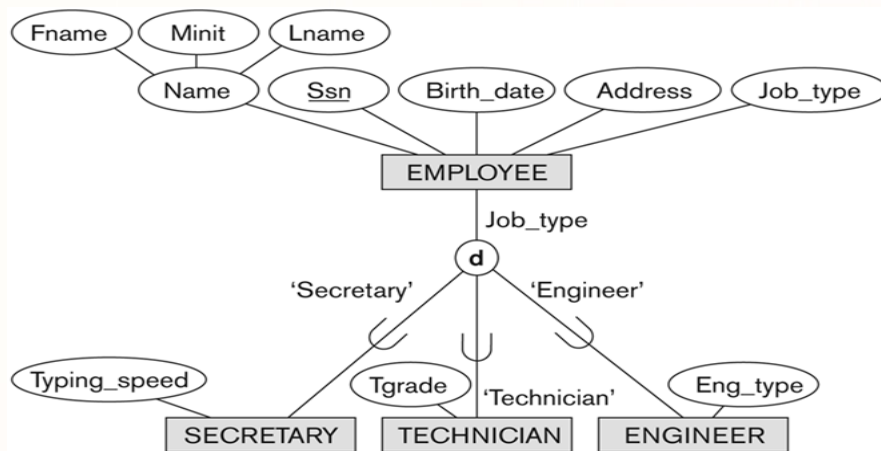 Fname Minit Lname
Name Ssn Birth_date Address Job_type
EMPLOYEE
Job_type
d
‘Secretary’ ‘Engineer’
Typing_speed Tgrade ‘Technician’ Eng_type
SECRETARY TECHNICIAN ENGINEER